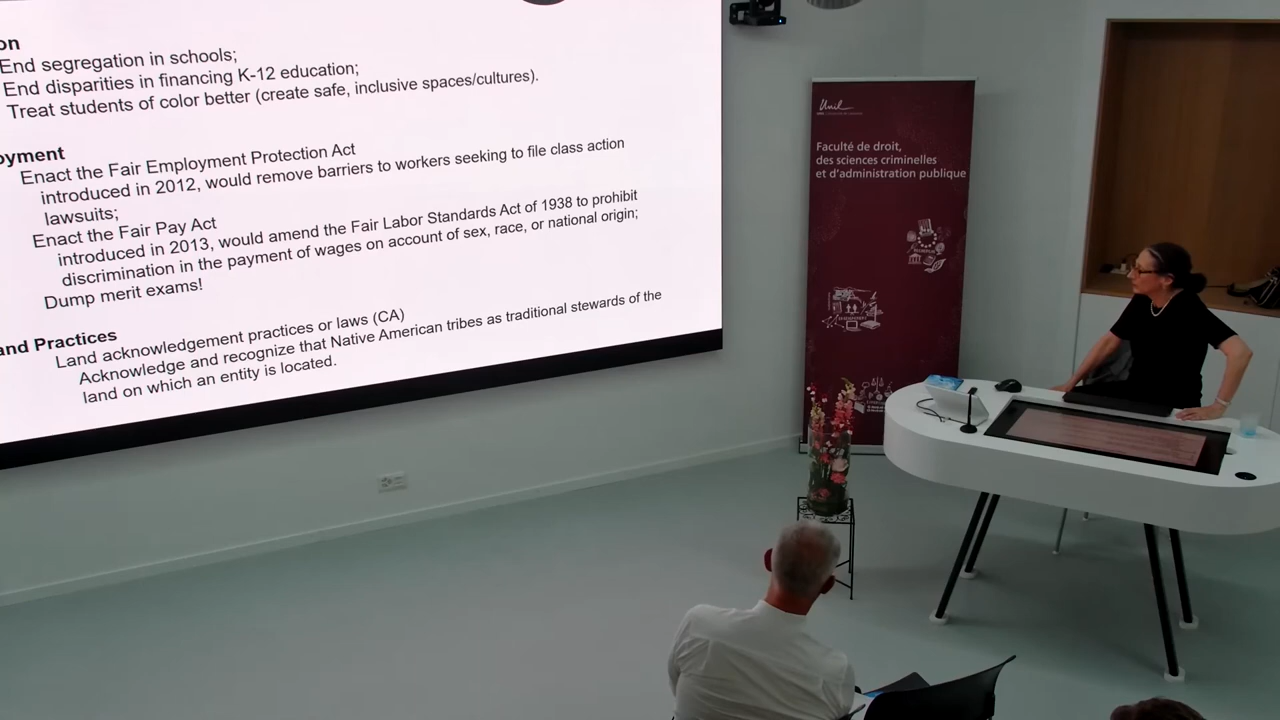 on
End segregation in schools;
End disparities in financing K-12 education;
Treat students of color better (create safe, inclusive spaces/cultures).
oyment
Enact the Fair Employment Protection Act
introduced in 2012, would remove barriers to workers seeking to file class action
lawsuits;
Enact the Fair Pay Act
introduced in 2013, would amend the Fair Labor Standards Act of 1938 to prohibit
discrimination in the payment of wages on account of sex, race, or national origin;
Dump merit exams!
and Practices
Land acknowledgement practices or laws (CA)
Acknowledge and recognize that Native American tribes as traditional stewards of the
land on which an entity is located.
Unil
Faculté de droit,
des sciences criminelles
et d'administration publique